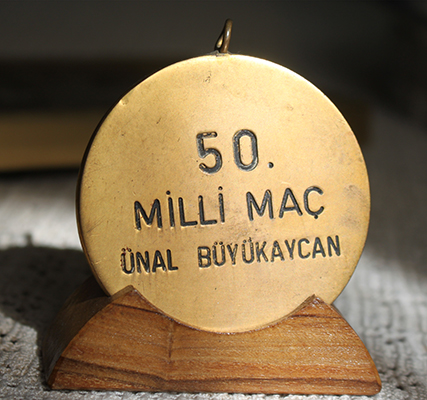 50.
MİLLİ MAÇ
ÜNAL BÜYÜKAYCAN